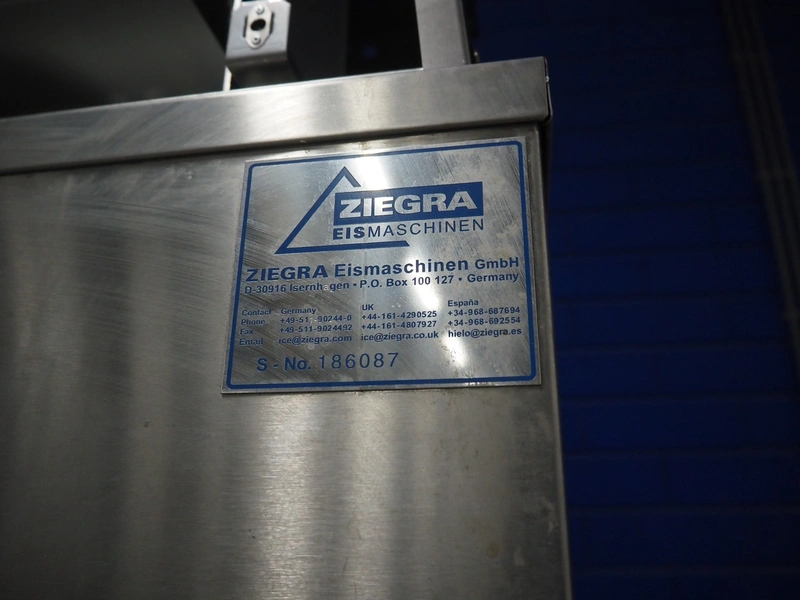 ZIEGRA
EISMASCHINEN
ZIEGRA Eismaschinen GmbH
D-30916 Isernhagen • P.O. Box 100 127 • Germany
Contact Germany UK España
Phone +49-511-90244-0 +44-161-4290525 +34-968-687694
Fax +49-511-9024492 +44-161-4807927 +34-968-692554
Email ice@ziegra.com ice@ziegra.co.uk hielo@ziegra.es
S - No. 186087